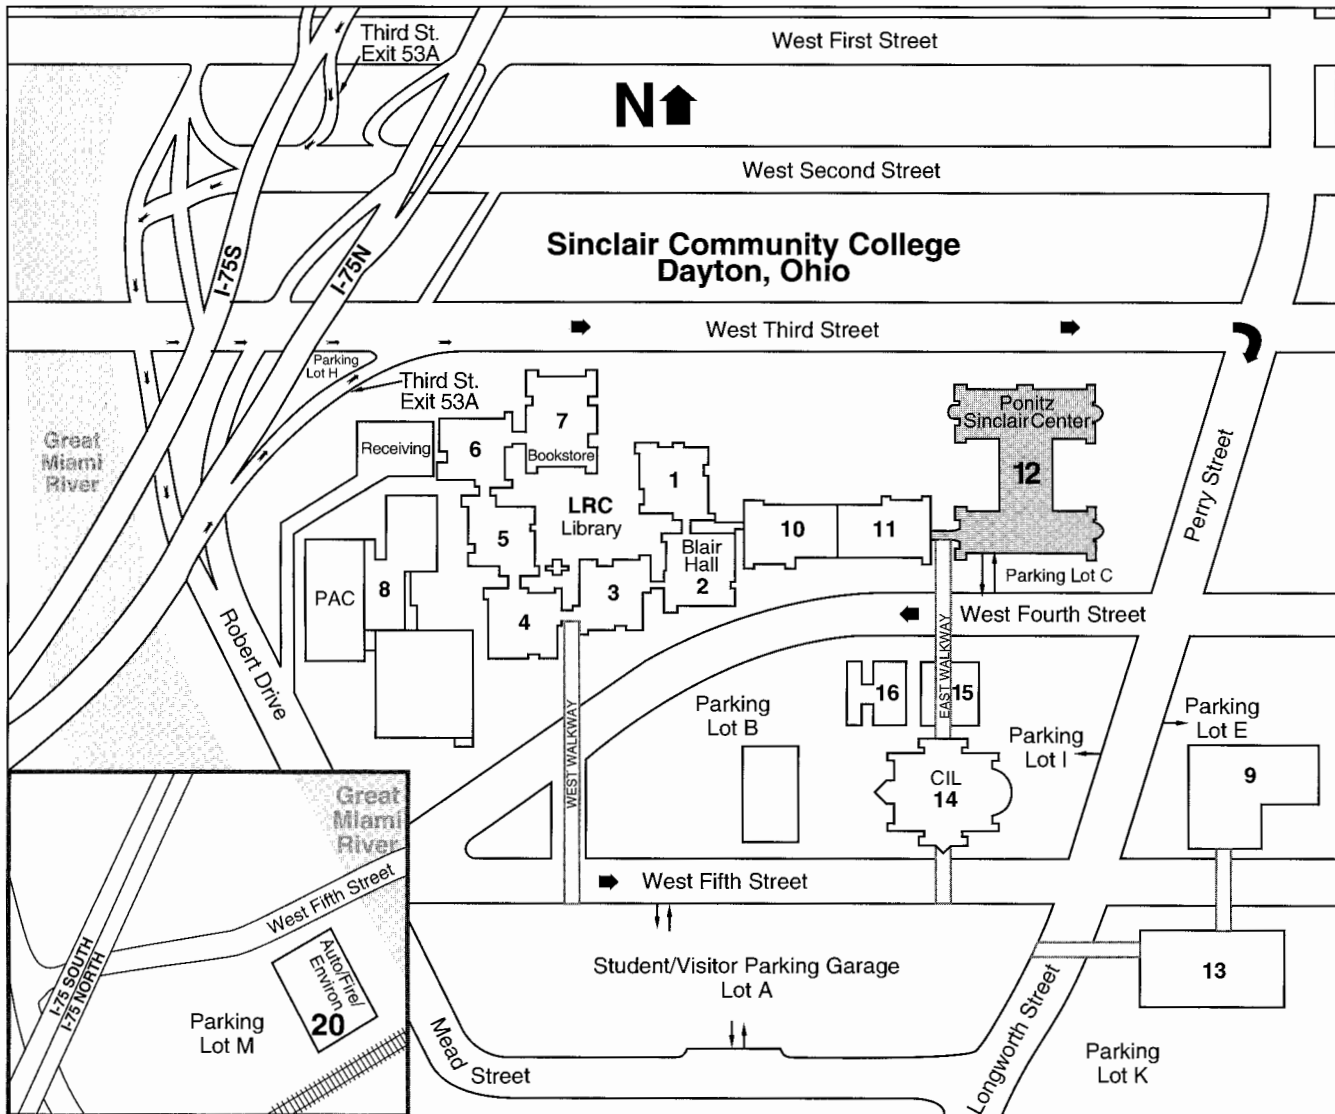 Third St.
Exit 53A
West First Street
N
West Second Street
Sinclair Community College
Dayton, Ohio
I-75S
I-75N
West Third Street
Parking
Lot H
Third St.
Exit 53A
Great
Miami
River
Receiving
6
7
Bookstore
1
Ponitz
Sinclair Center
12
Perry Street
LRC
Library
5
10
11
Blair
Hall
2
PAC
8
3
4
Parking Lot C
West Fourth Street
Robert Drive
WEST WALKWAY
EAST WALKWAY
Parking
Lot B
16
15
Parking
Lot I
Parking
Lot E
9
CIL
14
West Fifth Street
Student/Visitor Parking Garage
Lot A
13
Mead Street
Longworth Street
Parking
Lot K
Great
Miami
River
West Fifth Street
I-75 SOUTH
I-75 NORTH
Auto/Fire/
Environ
20
Parking
Lot M